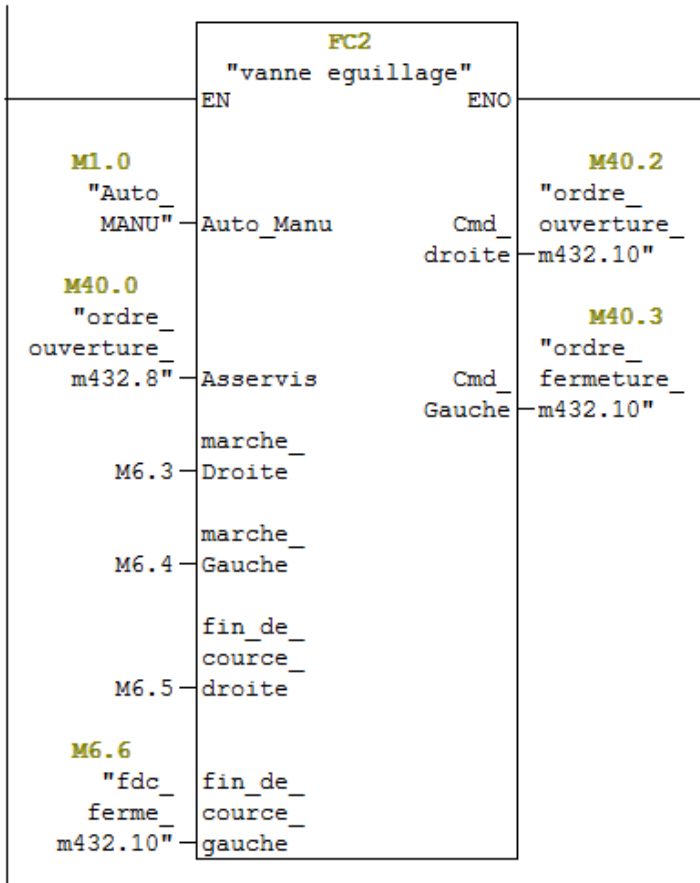 FC2
"vanne eguillage"
EN ENO
M1.0
"Auto_
MANU" Auto_Manu
M40.0
"ordre_
ouverture_
m432.8" Asservis
marche_
M6.3 Droite
marche_
M6.4 Gauche
fin_de_
cource_
M6.5 droite
M6.6
"fdc_ fin_de_
ferme_ cource_
m432.10" gauche
M40.2
"ordre_
Cmd_ ouverture_
droite m432.10"
M40.3
"ordre_
Cmd_ fermeture_
Gauche m432.10"